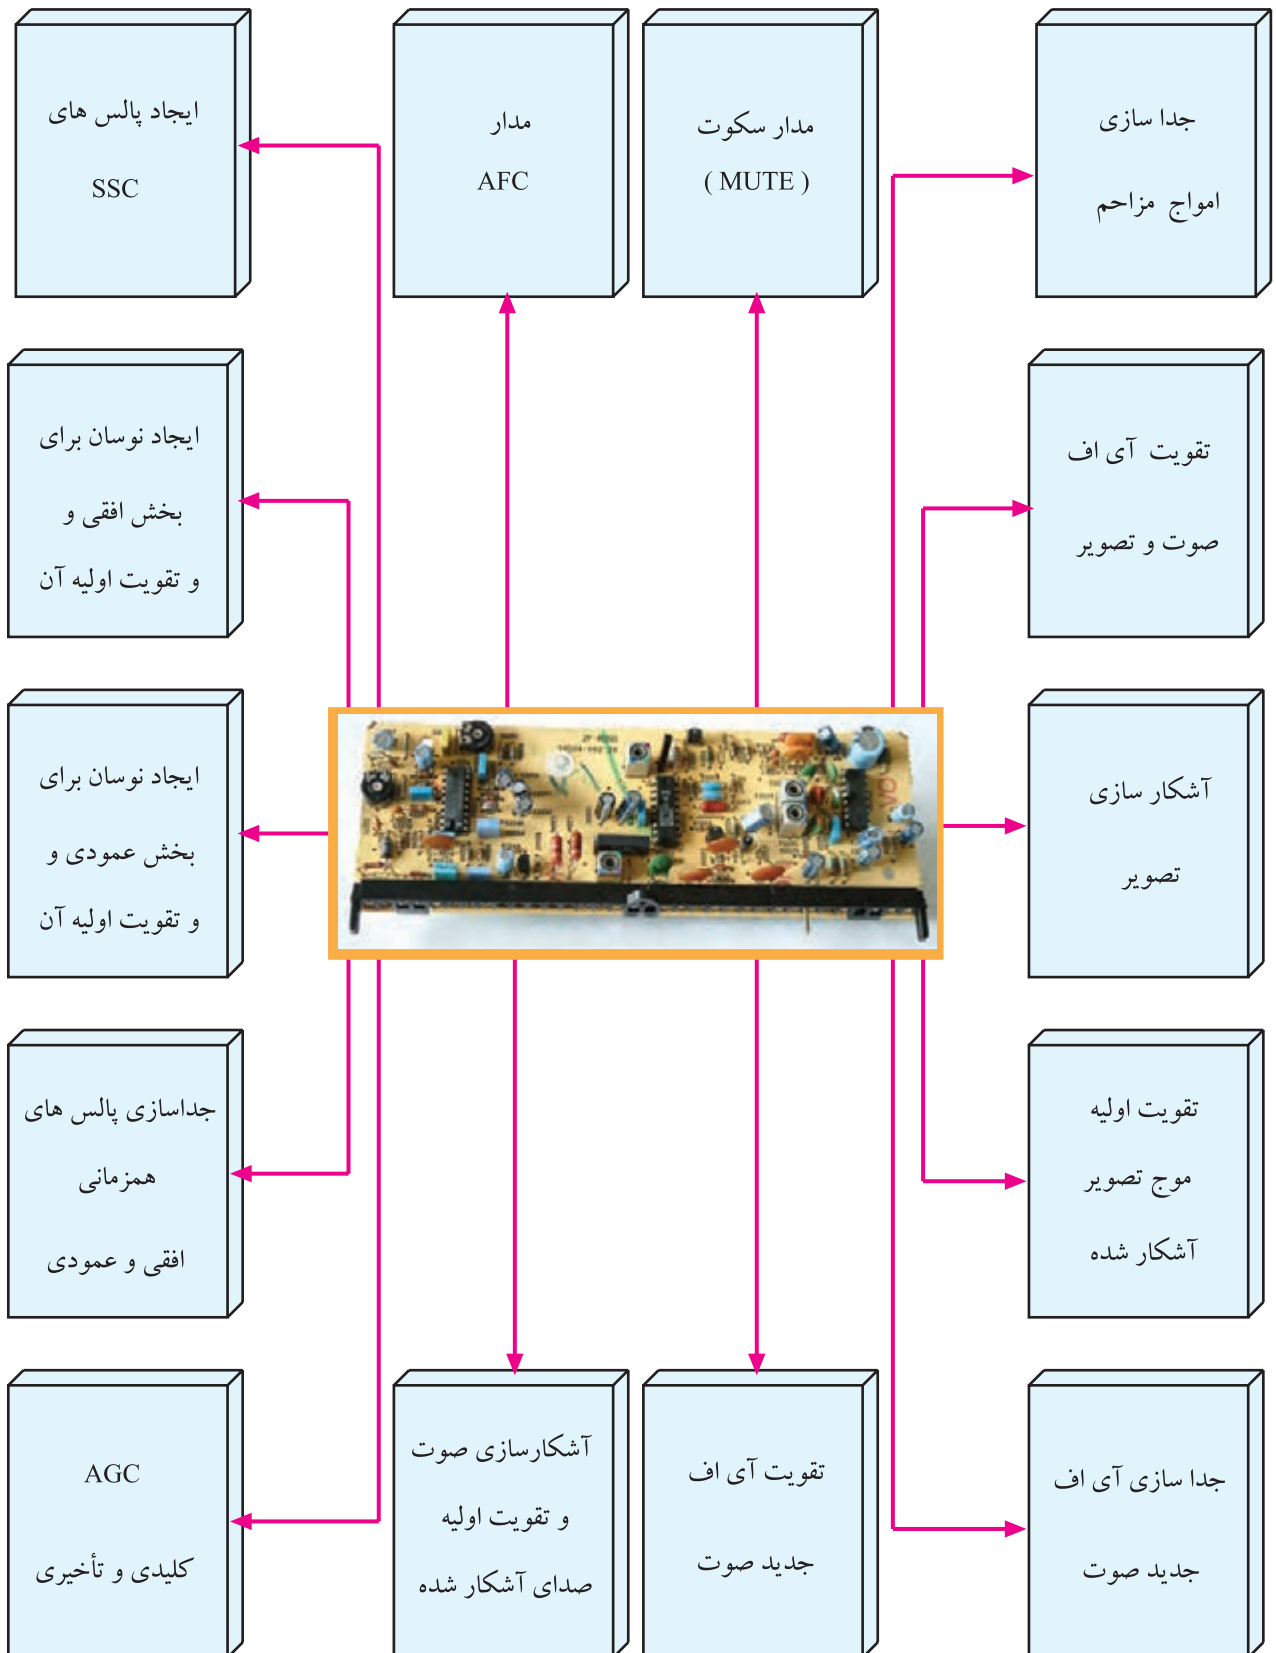 جدا سازی
امواج مزاحم
مدار سکوت
( MUTE )
مدار
AFC
ایجاد پالس های
SSC
تقویت آی اف
صوت و تصویر
ایجاد نوسان برای
بخش افقی و
و تقویت اولیه آن
آشکار سازی
تصویر
ایجاد نوسان برای
بخش عمودی و
و تقویت اولیه آن
تقویت اولیه
موج تصویر
آشکار شده
جداسازی پالس های
همزمانی
افقی و عمودی
جدا سازی آی اف
جدید صوت
تقویت آی اف
جدید صوت
آشکارسازی صوت
و تقویت اولیه
صدای آشکار شده
AGC
کلیدی و تأخیری